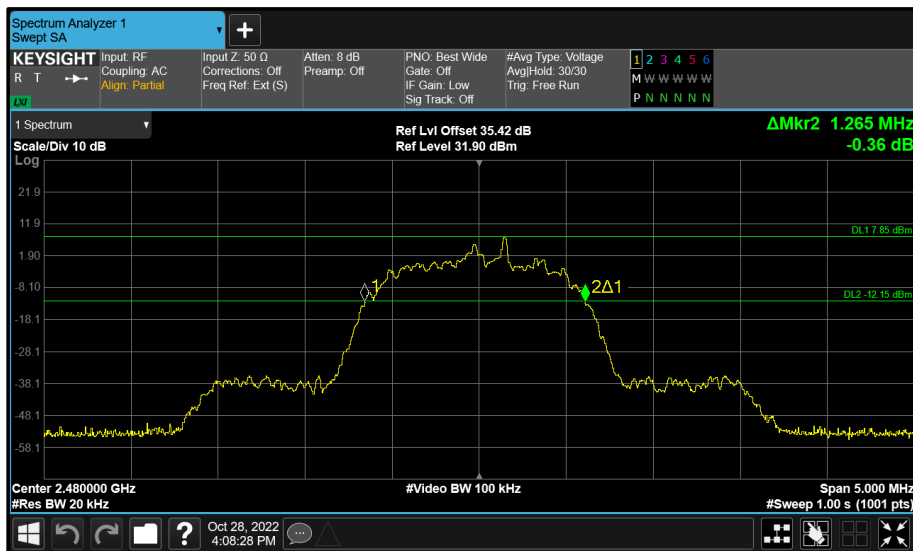 Spectrum Analyzer 1
Swept SA
+
KEYSIGHT
R T
LXI
Input: RF
Coupling: AC
Align: Partial
Input Z: 50 Ω
Corrections: Off
Freq Ref: Ext (S)
Atten: 8 dB
Preamp: Off
PNO: Best Wide
Gate: Off
IF Gain: Low
Sig Track: Off
#Avg Type: Voltage
Avg|Hold: 30/30
Trig: Free Run
1 2 3 4 5 6
M W W W W W
P N N N N N
1 Spectrum
Scale/Div 10 dB
Ref Lvl Offset 35.42 dB
Ref Level 31.90 dBm
ΔMkr2 1.265 MHz
-0.36 dB
Log
21.9
11.9
1.90
-8.10
-18.1
-28.1
-38.1
-48.1
-58.1
DL1 7.85 dBm
1
2Δ1
DL2 -12.15 dBm
Center 2.480000 GHz
#Video BW 100 kHz
Span 5.000 MHz
#Res BW 20 kHz
#Sweep 1.00 s (1001 pts)
?
Oct 28, 2022
4:08:28 PM